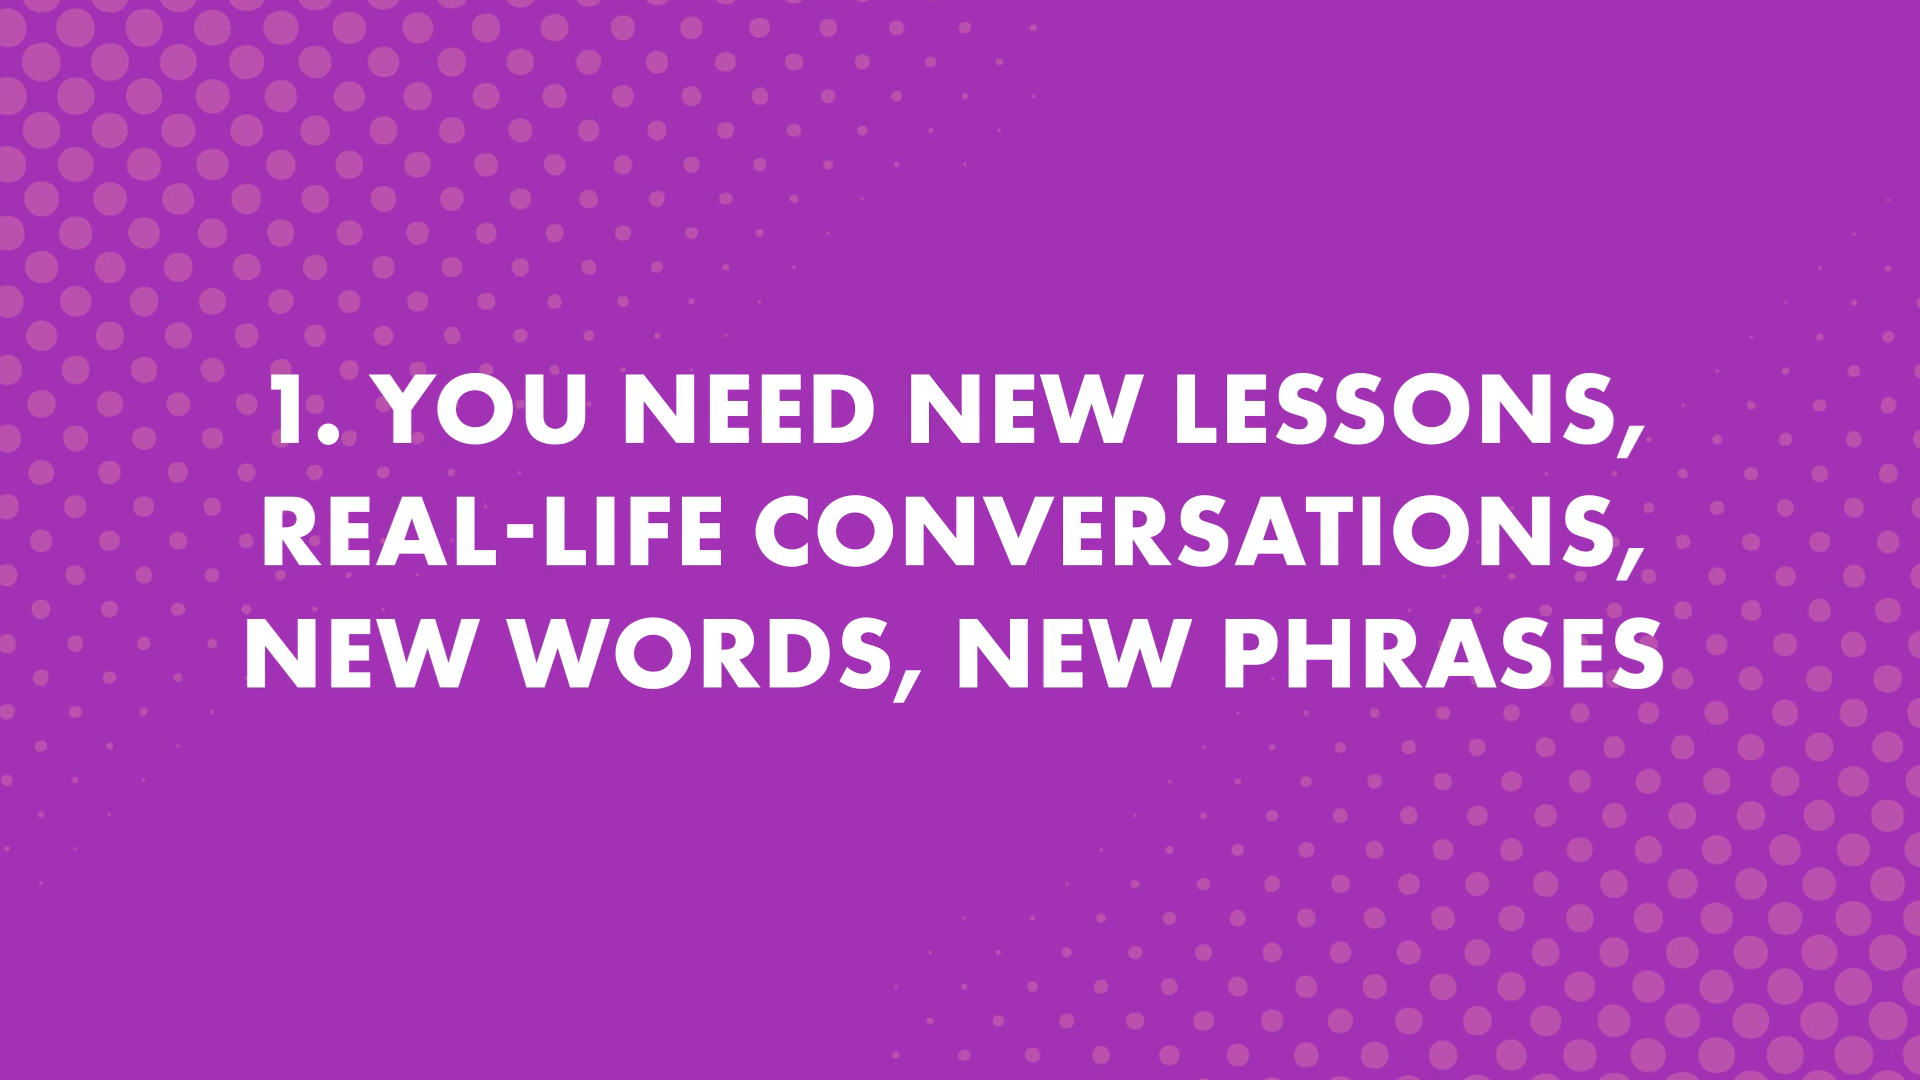 1. YOU NEED NEW LESSONS,
REAL-LIFE CONVERSATIONS,
NEW WORDS, NEW PHRASES